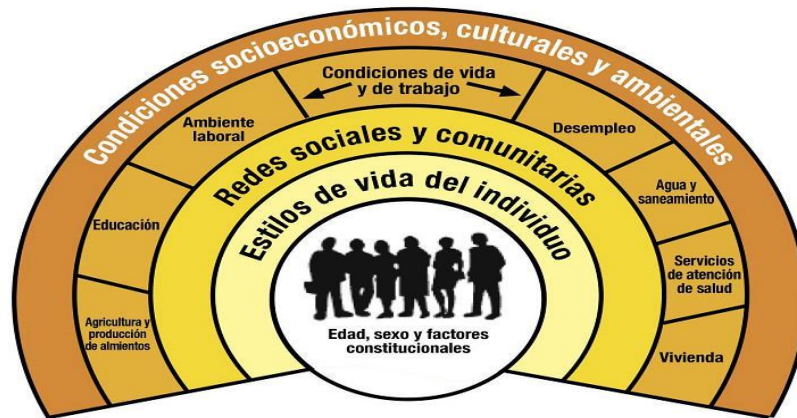 Condiciones socioeconómicos, culturales y ambientales
Condiciones de vida
y de trabajo
Ambiente
laboral
Desempleo
Educación
Agua y
saneamiento
Agricultura y
producción
de almientos
Servicios
de atención
de salud
Vivienda
Redes sociales y comunitarias
Estilos de vida del individuo
Edad, sexo y factores
constitucionales